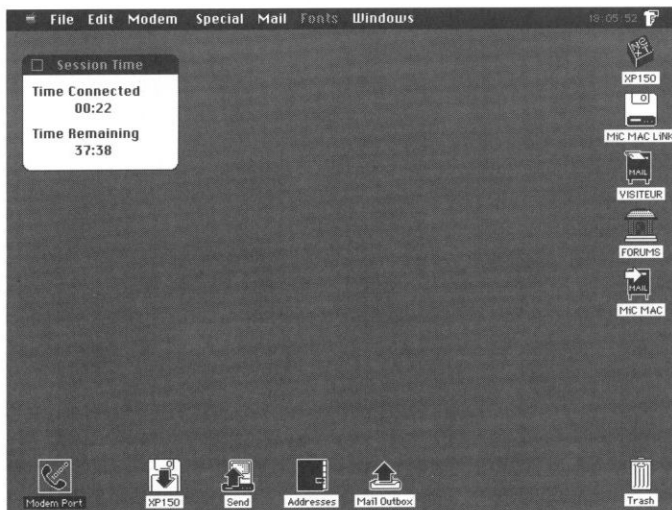 File Edit Modem Special Mail Fonts Windows 18:05:52
Session Time
Time Connected
00:22
Time Remaining
37:38
XP150
MiC MAC LiNK
MAIL
VISITEUR
FORUMS
MAIL
MiC MAC
Modem Port
XP150
Send
Addresses
Mail Outbox
Trash